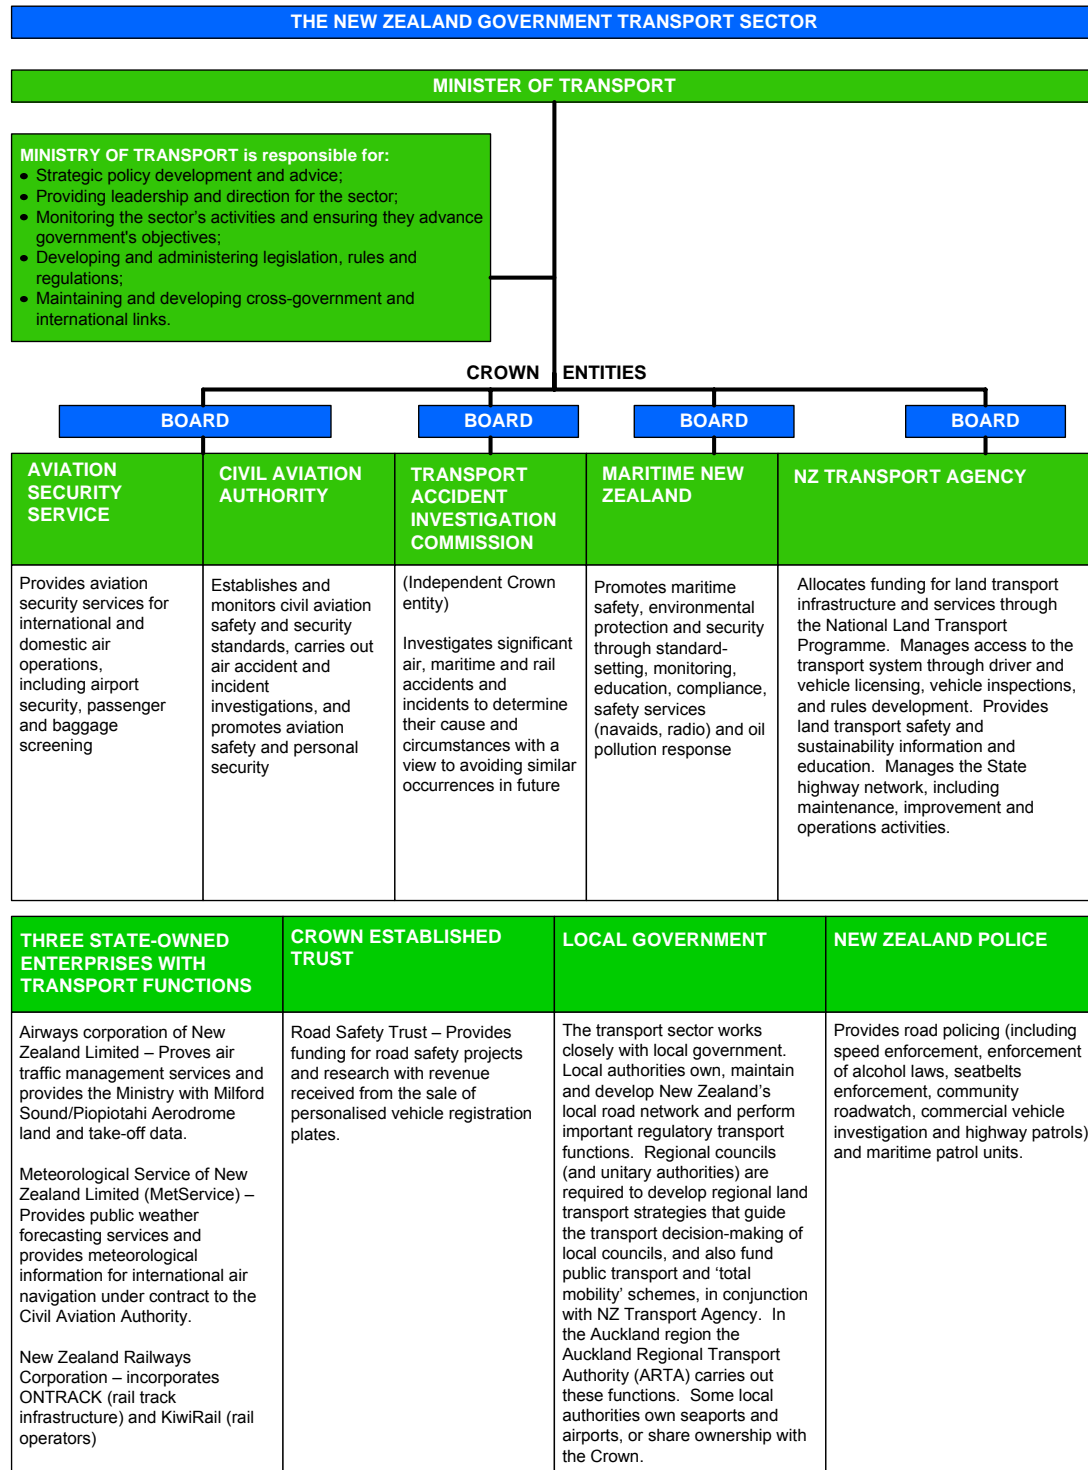 THE NEW ZEALAND GOVERNMENT TRANSPORT SECTOR
MINISTER OF TRANSPORT
MINISTRY OF TRANSPORT is responsible for:
• Strategic policy development and advice;
• Providing leadership and direction for the sector;
• Monitoring the sector's activities and ensuring they advance
government's objectives;
• Developing and administering legislation, rules and
regulations;
• Maintaining and developing cross-government and
international links.
CROWN ENTITIES
BOARD
BOARD
BOARD
BOARD
AVIATION
SECURITY
SERVICE
Provides aviation
security services for
international and
domestic air
operations,
including airport
security, passenger
and baggage
screening
CIVIL AVIATION
AUTHORITY
Establishes and
monitors civil aviation
safety and security
standards, carries out
air accident and
incident
investigations, and
promotes aviation
safety and personal
security
TRANSPORT
ACCIDENT
INVESTIGATION
COMMISSION
(Independent Crown
entity)
Investigates significant
air, maritime and rail
accidents and
incidents to determine
their cause and
circumstances with a
view to avoiding similar
occurrences in future
MARITIME NEW
ZEALAND
Promotes maritime
safety, environmental
protection and security
through standard-
setting, monitoring,
education, compliance,
safety services
(navaids, radio) and oil
pollution response
NZ TRANSPORT AGENCY
Allocates funding for land transport
infrastructure and services through
the National Land Transport
Programme. Manages access to the
transport system through driver and
vehicle licensing, vehicle inspections,
and rules development. Provides
land transport safety and
sustainability information and
education. Manages the State
highway network, including
maintenance, improvement and
operations activities.
THREE STATE-OWNED
ENTERPRISES WITH
TRANSPORT FUNCTIONS
Airways corporation of New
Zealand Limited – Proves air
traffic management services and
provides the Ministry with Milford
Sound/Piopiotahi Aerodrome
land and take-off data.
Meteorological Service of New
Zealand Limited (MetService) –
Provides public weather
forecasting services and
provides meteorological
information for international air
navigation under contract to the
Civil Aviation Authority.
New Zealand Railways
Corporation – incorporates
ONTRACK (rail track
infrastructure) and KiwiRail (rail
operators)
CROWN ESTABLISHED
TRUST
Road Safety Trust – Provides
funding for road safety projects
and research with revenue
received from the sale of
personalised vehicle registration
plates.
LOCAL GOVERNMENT
The transport sector works
closely with local government.
Local authorities own, maintain
and develop New Zealand's
local road network and perform
important regulatory transport
functions. Regional councils
(and unitary authorities) are
required to develop regional land
transport strategies that guide
the transport decision-making of
local councils, and also fund
public transport and ‘total
mobility’ schemes, in conjunction
with NZ Transport Agency. In
the Auckland region the
Auckland Regional Transport
Authority (ARTA) carries out
these functions. Some local
authorities own seaports and
airports, or share ownership with
the Crown.
NEW ZEALAND POLICE
Provides road policing (including
speed enforcement, enforcement
of alcohol laws, seatbelts
enforcement, community
roadwatch, commercial vehicle
investigation and highway patrols)
and maritime patrol units.